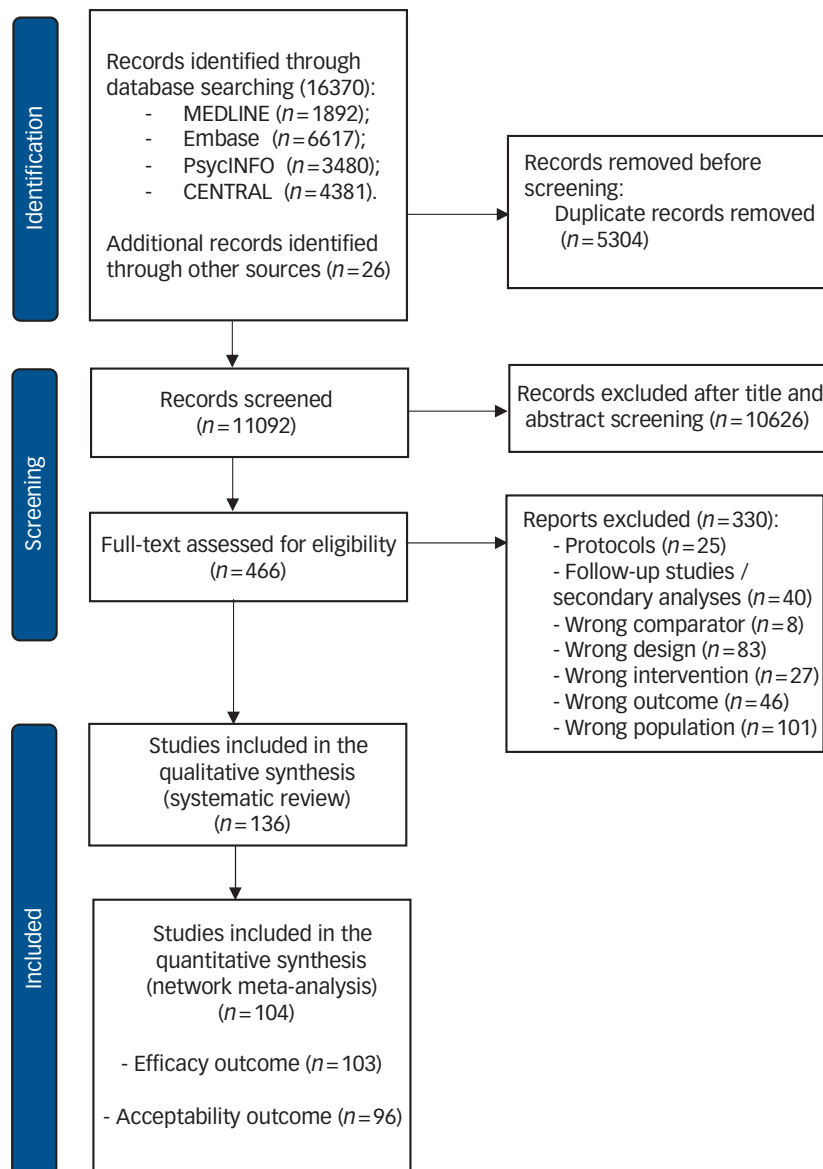 Identification
Records identified through
database searching (16370):
- MEDLINE (n=1892);
- Embase (n=6617);
- PsycINFO (n=3480);
- CENTRAL (n=4381).
Additional records identified
through other sources (n=26)
Records removed before
screening:
Duplicate records removed
(n=5304)
Screening
Records screened
(n=11092)
Records excluded after title and
abstract screening (n=10626)
Full-text assessed for eligibility
(n=466)
Reports excluded (n=330):
- Protocols (n=25)
- Follow-up studies /
secondary analyses (n=40)
- Wrong comparator (n=8)
- Wrong design (n=83)
- Wrong intervention (n=27)
- Wrong outcome (n=46)
- Wrong population (n=101)
Included
Studies included in the
qualitative synthesis
(systematic review)
(n=136)
Studies included in the
quantitative synthesis
(network meta-analysis)
(n=104)
- Efficacy outcome (n=103)
- Acceptability outcome (n=96)